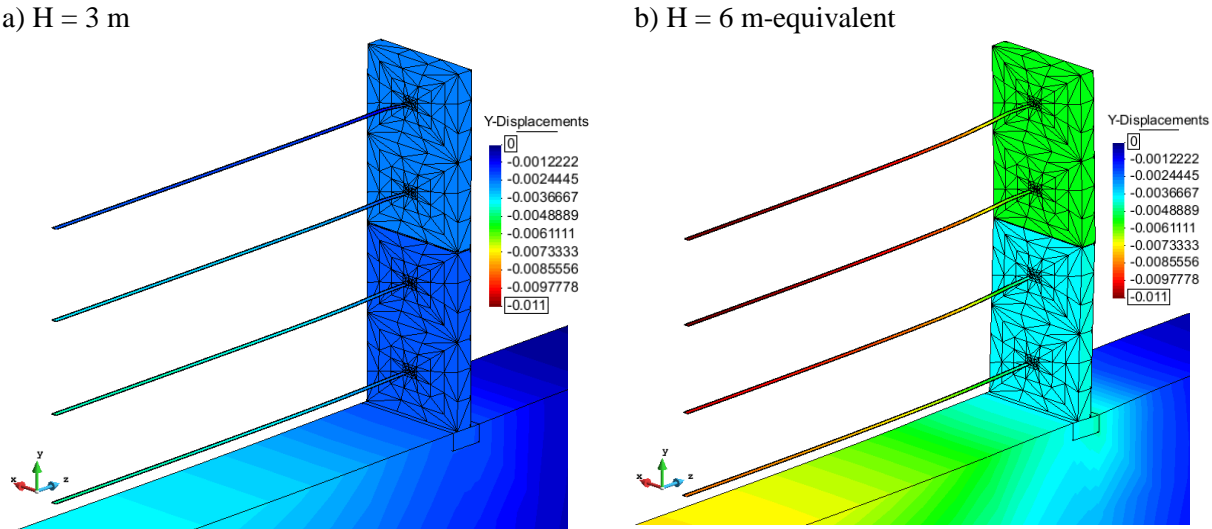 a) H = 3 m
b) H = 6 m-equivalent
Y-Displacements
0
-0.0012222
-0.0024445
-0.0036667
-0.0048889
-0.0061111
-0.0073333
-0.0085556
-0.0097778
-0.011
y
x
z
Y-Displacements
0
-0.0012222
-0.0024445
-0.0036667
-0.0048889
-0.0061111
-0.0073333
-0.0085556
-0.0097778
-0.011
y
x
z